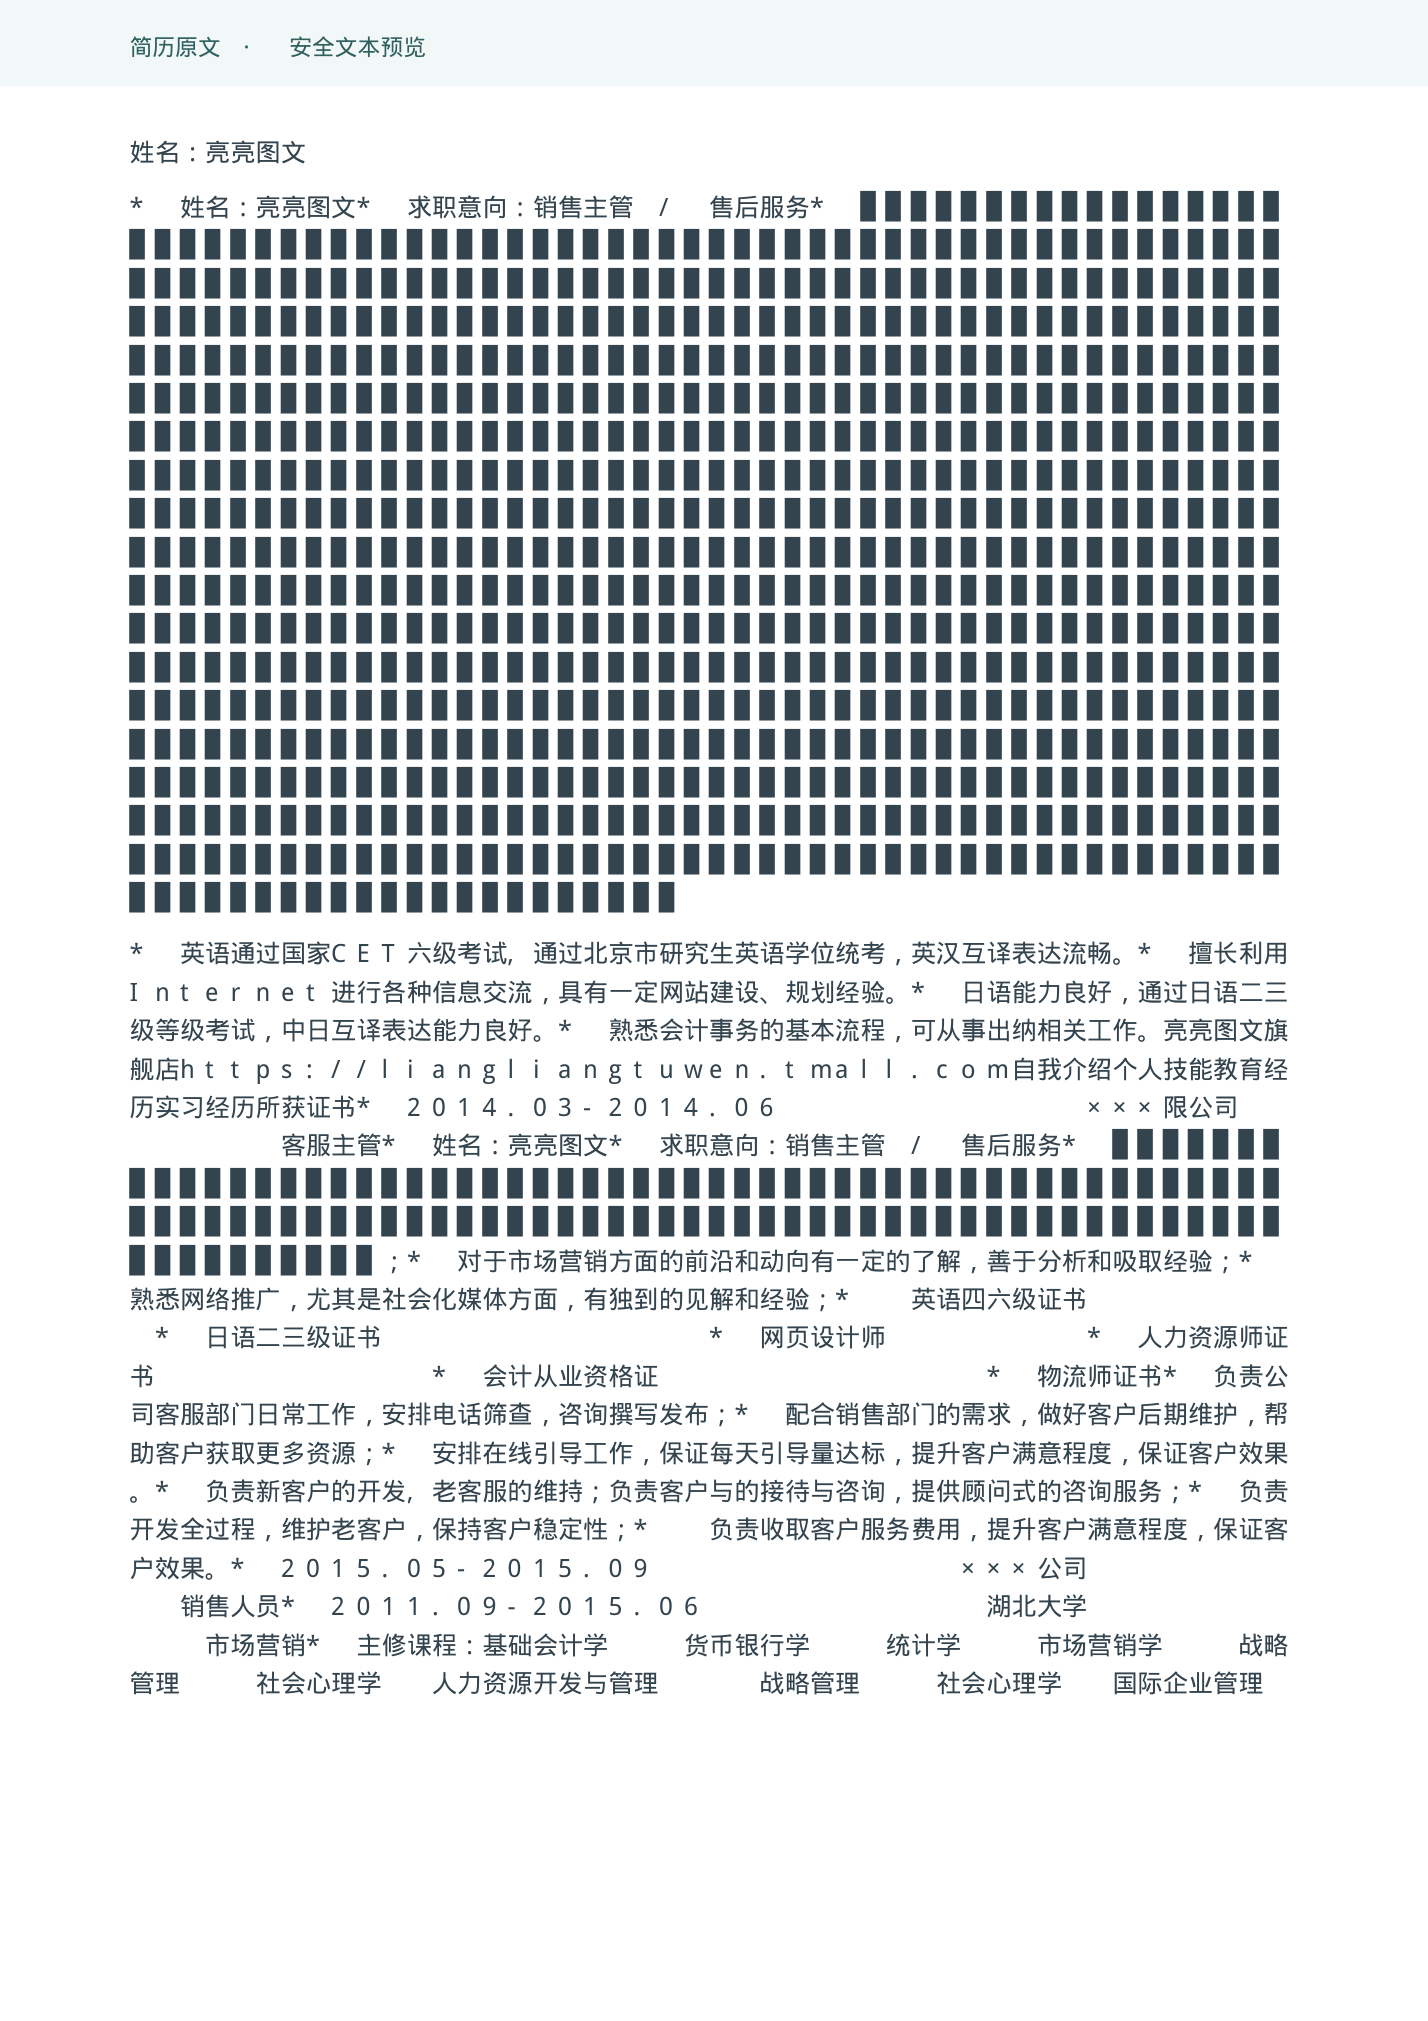 简历原文 · 安全文本预览
姓名：亮亮图文
* 姓名：亮亮图文* 求职意向：销售主管 / 售后服务*
* 英语通过国家CET六级考试，通过北京市研究生英语学位统考，英汉互译表达流畅。* 擅长利用
Internet进行各种信息交流，具有一定网站建设、规划经验。* 日语能力良好，通过日语二三
级等级考试，中日互译表达能力良好。* 熟悉会计事务的基本流程，可从事出纳相关工作。亮亮图文旗
舰店https://liangliangtuwen.tmall.com自我介绍个人技能教育经
历实习经历所获证书* 2014.03-2014.06 ×××限公司
客服主管* 姓名：亮亮图文* 求职意向：销售主管 / 售后服务*
；* 对于市场营销方面的前沿和动向有一定的了解，善于分析和吸取经验；*
熟悉网络推广，尤其是社会化媒体方面，有独到的见解和经验；* 英语四六级证书
* 日语二三级证书 * 网页设计师 * 人力资源师证
书 * 会计从业资格证 * 物流师证书* 负责公
司客服部门日常工作，安排电话筛查，咨询撰写发布；* 配合销售部门的需求，做好客户后期维护，帮
助客户获取更多资源；* 安排在线引导工作，保证每天引导量达标，提升客户满意程度，保证客户效果
。* 负责新客户的开发，老客服的维持；负责客户与的接待与咨询，提供顾问式的咨询服务；* 负责
开发全过程，维护老客户，保持客户稳定性；* 负责收取客户服务费用，提升客户满意程度，保证客
户效果。* 2015.05-2015.09 ×××公司
销售人员* 2011.09-2015.06 湖北大学
市场营销* 主修课程：基础会计学 货币银行学 统计学 市场营销学 战略
管理 社会心理学 人力资源开发与管理 战略管理 社会心理学 国际企业管理